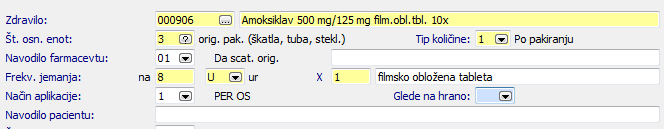 Zdravilo: 000906 ... Amoksiklav 500 mg/125 mg film.obl.tbl. 10x
Št. osn. enot: 3 ? orig. pak. (škatla, tuba, stekl.) Tip količine: 1 Po pakiranju
Navodilo farmacevtu: 01 Da scat. orig.
Frekv. jemanja: na 8 U ur X 1 filmsko obložena tableta
Način aplikacije: 1 PER OS Glede na hrano:
Navodilo pacientu: